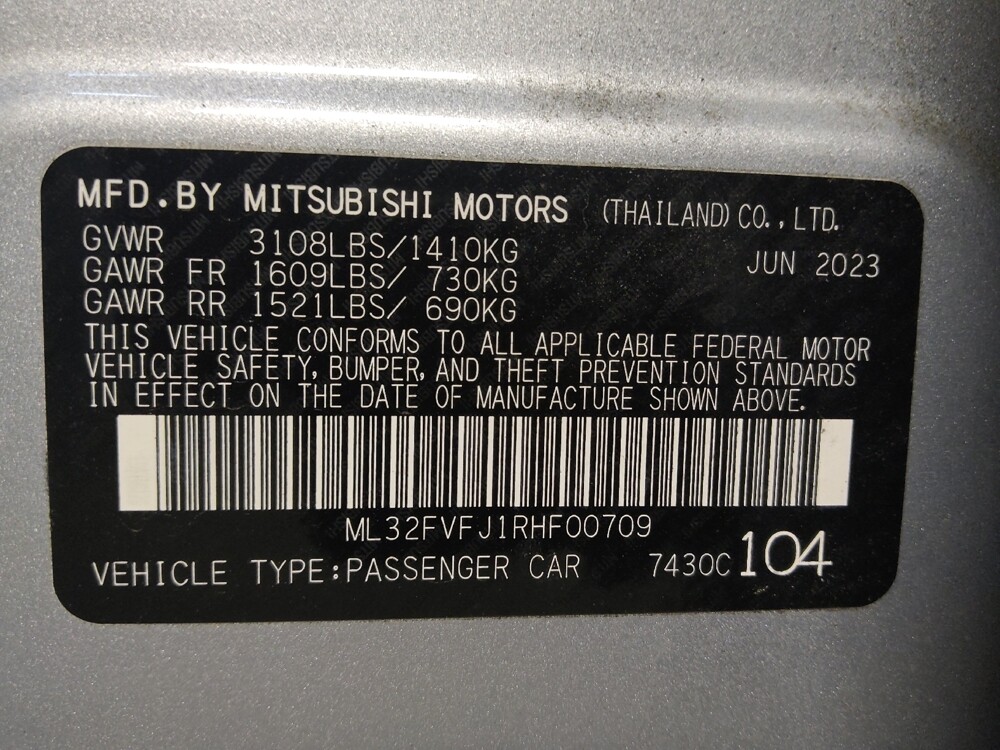 MFD.BY MITSUBISHI MOTORS (THAILAND) CO., LTD.
GVWR 3108LBS/1410KG JUN 2023
GAWR FR 1609LBS/ 730KG
GAWR RR 1521LBS/ 690KG
THIS VEHICLE CONFORMS TO ALL APPLICABLE FEDERAL MOTOR
VEHICLE SAFETY, BUMPER, AND THEFT PREVENTION STANDARDS
IN EFFECT ON THE DATE OF MANUFACTURE SHOWN ABOVE.
ML32FVFJ1RHF00709
VEHICLE TYPE:PASSENGER CAR 7430C 104